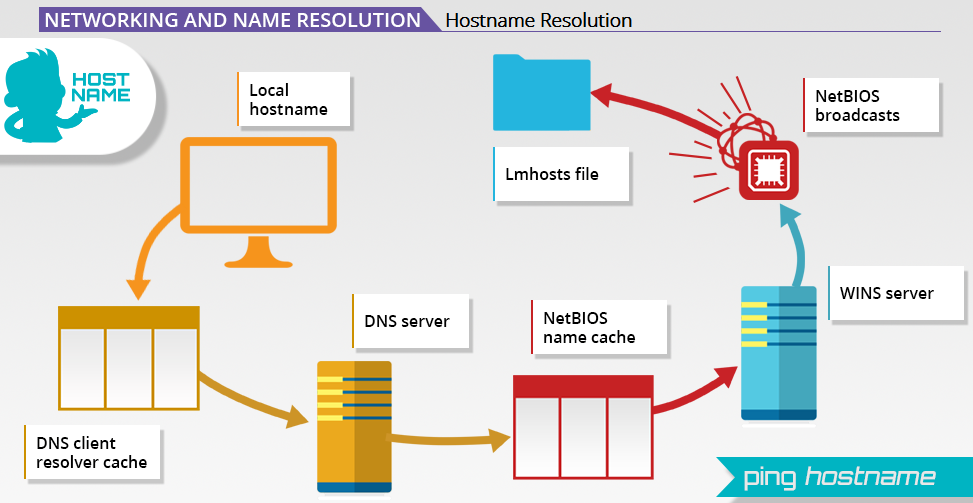 NETWORKING AND NAME RESOLUTION Hostname Resolution
HOST
NAME
Local
hostname
DNS client
resolver cache
DNS server
NetBIOS
name cache
WINS server
NetBIOS
broadcasts
Lmhosts file
ping hostname